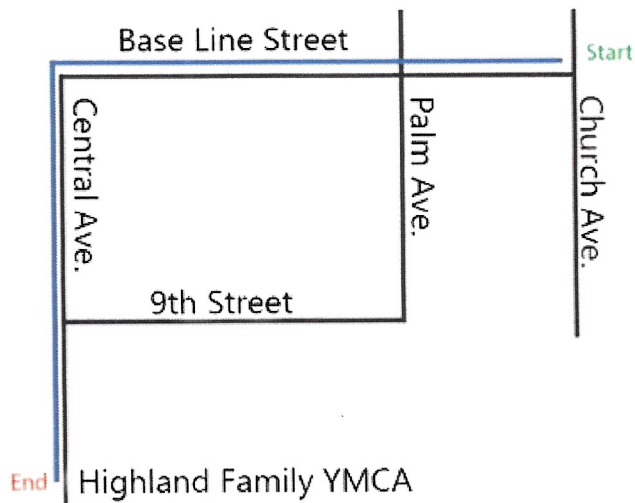 Base Line Street
Start
Central Ave.
Palm Ave.
Church Ave.
9th Street
End
Highland Family YMCA